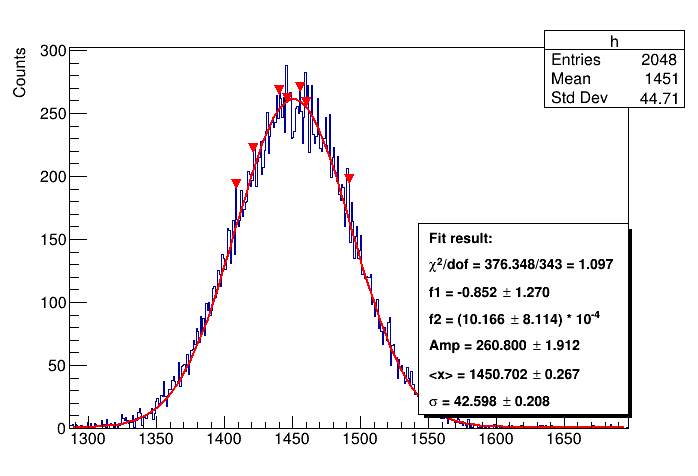 h
Entries 2048
Mean 1451
Std Dev 44.71
Counts
300
250
200
150
100
50
0
Fit result:
χ²/dof = 376.348/343 = 1.097
f1 = -0.852 ± 1.270
f2 = (10.166 ± 8.114) * 10⁻⁴
Amp = 260.800 ± 1.912
<x> = 1450.702 ± 0.267
σ = 42.598 ± 0.208
1300 1350 1400 1450 1500 1550 1600 1650